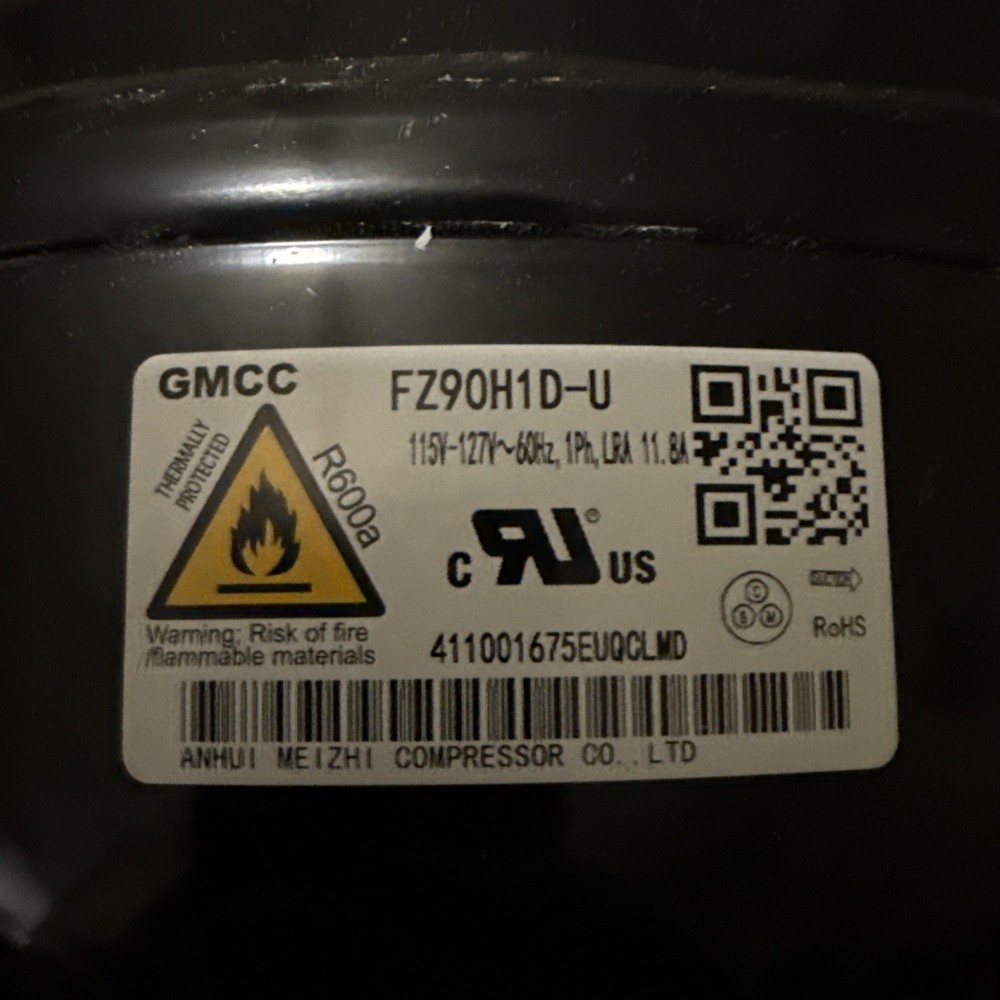 GMCC
FZ90H1D-U
115V-127V~60Hz, 1Ph, LRA 11.8A
THERMALLY
PROTECTED
R600a
C RU® US
C
S M
RoHS
Warning; Risk of fire
/flammable materials
411001675EUQCLMD
ANHUI MEIZHI COMPRESSOR CO.,LTD